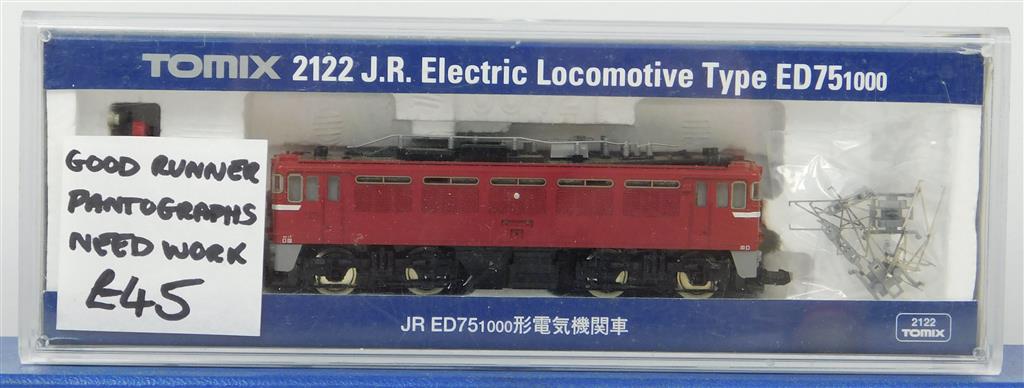 TOMIX 2122 J.R. Electric Locomotive Type ED751000
GOOD RUNNER
PANTOGRAPHS
NEED WORK
£45
JR ED751000形電気機関車
2122
TOMIX